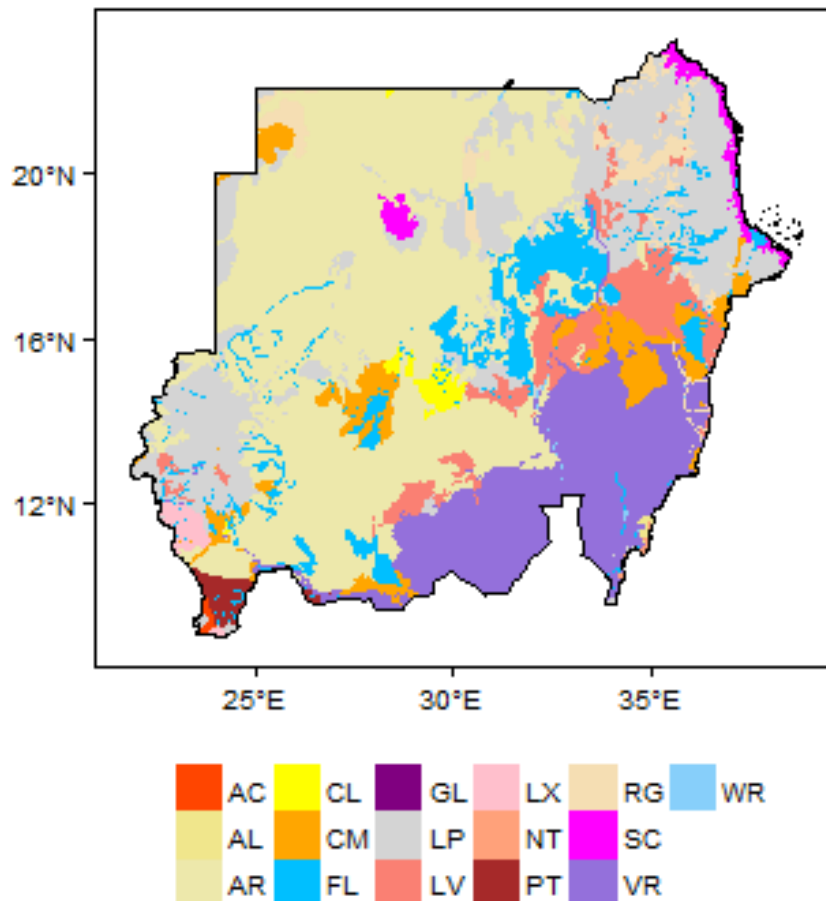 20°N
16°N
12°N
25°E 30°E 35°E
AC CL GL LX RG WR
AL CM LP NT SC
AR FL LV PT VR